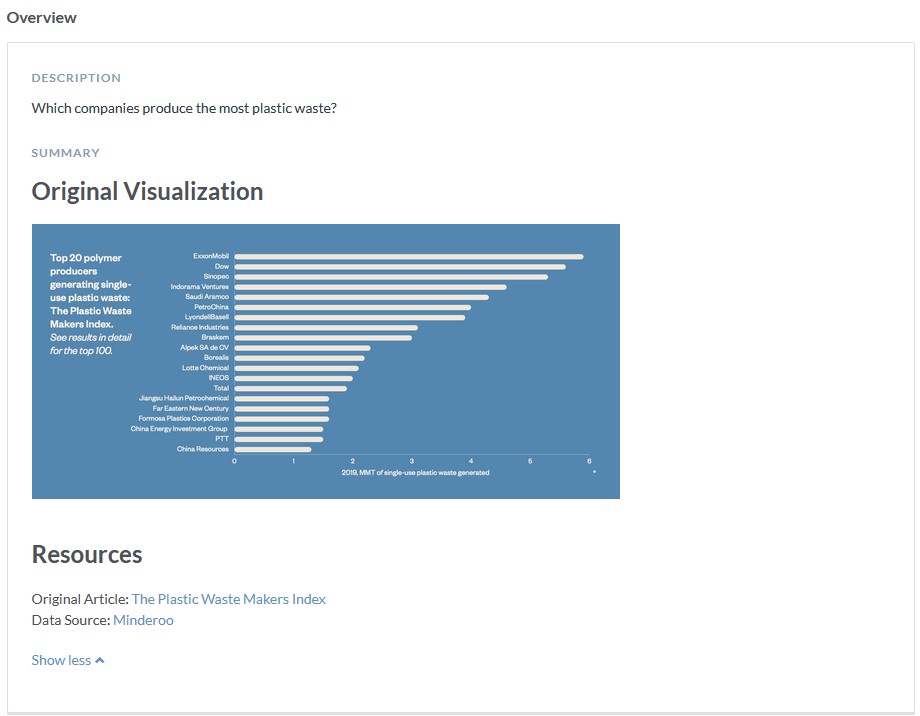 Overview
DESCRIPTION
Which companies produce the most plastic waste?
SUMMARY
Original Visualization
Top 20 polymer
producers
generating single-
use plastic waste:
The Plastic Waste
Makers Index.
See results in detail
for the top 100.
ExxonMobil
Dow
Sinopec
Indorama Ventures
Saudi Aramco
PetroChina
LyondellBasell
Reliance Industries
Braskem
Alpek SA de CV
Borealis
Lotte Chemical
INEOS
Total
Jiangsu Hailun Petrochemical
Far Eastern New Century
Formosa Plastics Corporation
China Energy Investment Group
PTT
China Resources
0 1 2 3 4 5 6
2019, MMT of single-use plastic waste generated
Resources
Original Article: The Plastic Waste Makers Index
Data Source: Minderoo
Show less